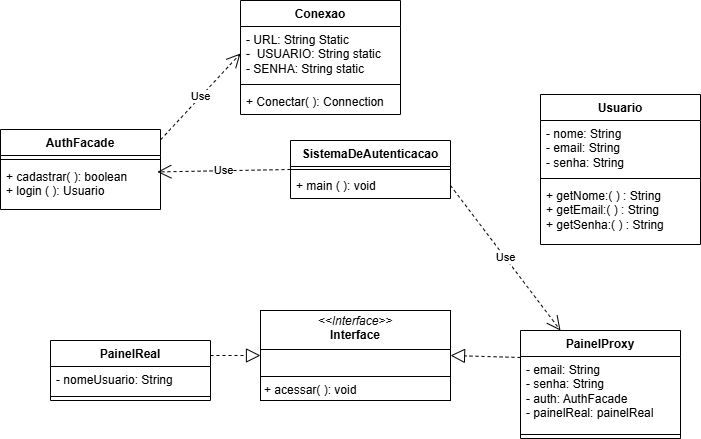 Conexao
- URL: String Static
- USUARIO: String static
- SENHA: String static
+ Conectar( ): Connection
Use
AuthFacade
+ cadastrar( ): boolean
+ login ( ): Usuario
Use
SistemaDeAutenticacao
+ main ( ): void
Usuario
- nome: String
- email: String
- senha: String
+ getNome:( ) : String
+ getEmail:( ) : String
+ getSenha:( ) : String
Use
PainelReal
- nomeUsuario: String
<<Interface>>
Interface
+ acessar( ): void
PainelProxy
- email: String
- senha: String
- auth: AuthFacade
- painelReal: painelReal